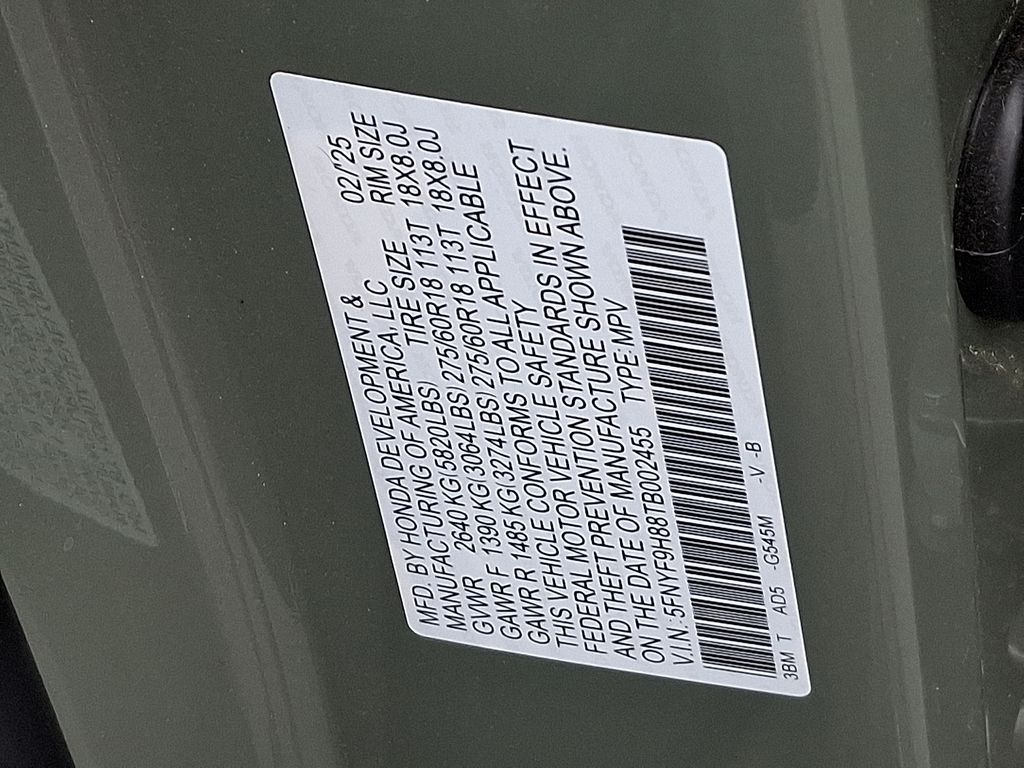 MFD. BY HONDA DEVELOPMENT & 02/'25
MANUFACTURING OF AMERICA, LLC
GVWR 2640 KG(5820LBS) TIRE SIZE RIM SIZE
GAWR F 1390 KG(3064LBS) 275/60R18 113T 18X8.0J
GAWR R 1485 KG(3274LBS) 275/60R18 113T 18X8.0J
THIS VEHICLE CONFORMS TO ALL APPLICABLE
FEDERAL MOTOR VEHICLE SAFETY
AND THEFT PREVENTION STANDARDS IN EFFECT
ON THE DATE OF MANUFACTURE SHOWN ABOVE.
V.I.N.:5FNYF9H88TB002455 TYPE:MPV
3BM T AD5 -G545M -V -B